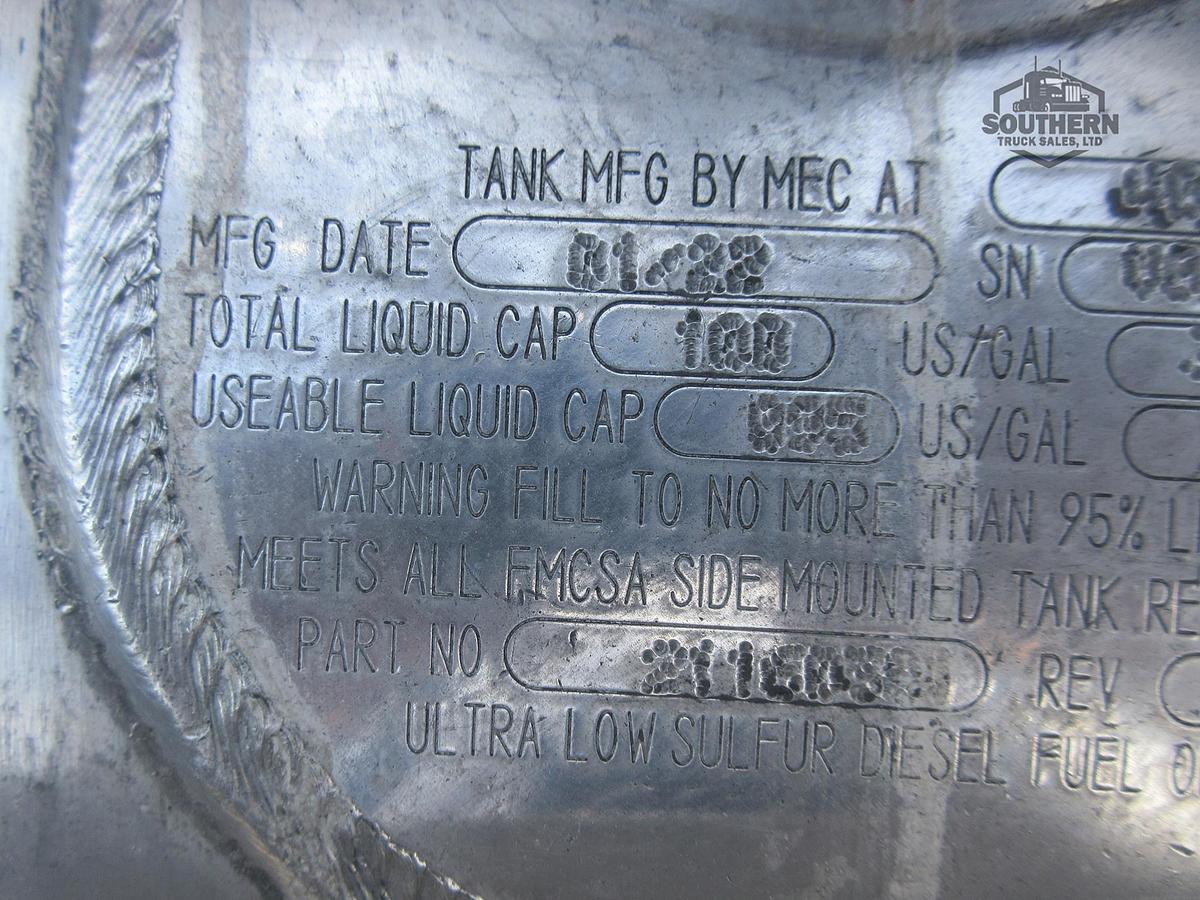 SOUTHERN
TRUCK SALES, LTD
TANK MFG BY MEC AT
MFG DATE 01/22 SN
TOTAL LIQUID CAP 100 US/GAL
USEABLE LIQUID CAP 095 US/GAL
WARNING FILL TO NO MORE THAN 95%
MEETS ALL FMCSA SIDE MOUNTED TANK
PART NO REV
ULTRA LOW SULFUR DIESEL FUEL